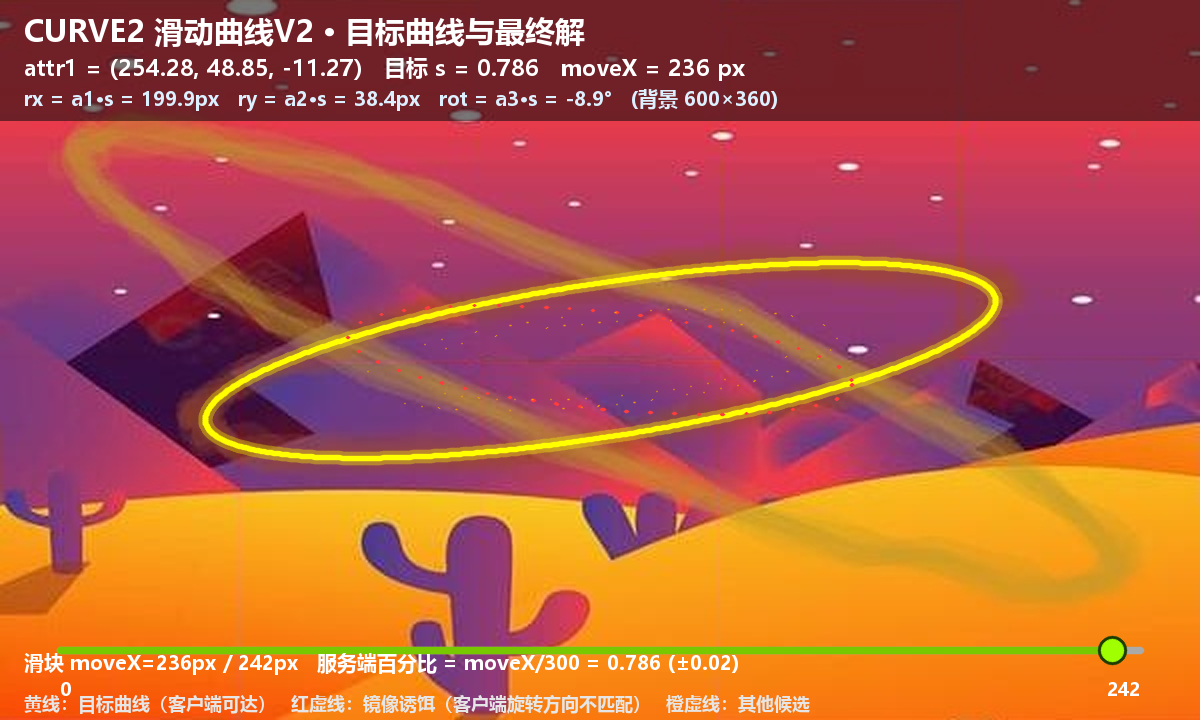 CURVE2 滑动曲线V2 • 目标曲线与最终解
attr1 = (254.28, 48.85, -11.27)   目标 s = 0.786   moveX = 236 px
rx = a1•s = 199.9px   ry = a2•s = 38.4px   rot = a3•s = -8.9°   (背景 600×360)
滑块 moveX=236px / 242px   服务端百分比 = moveX/300 = 0.786 (±0.02)
0
242
黄线：目标曲线（客户端可达）   红虚线：镜像诱饵（客户端旋转方向不匹配）   橙虚线：其他候选